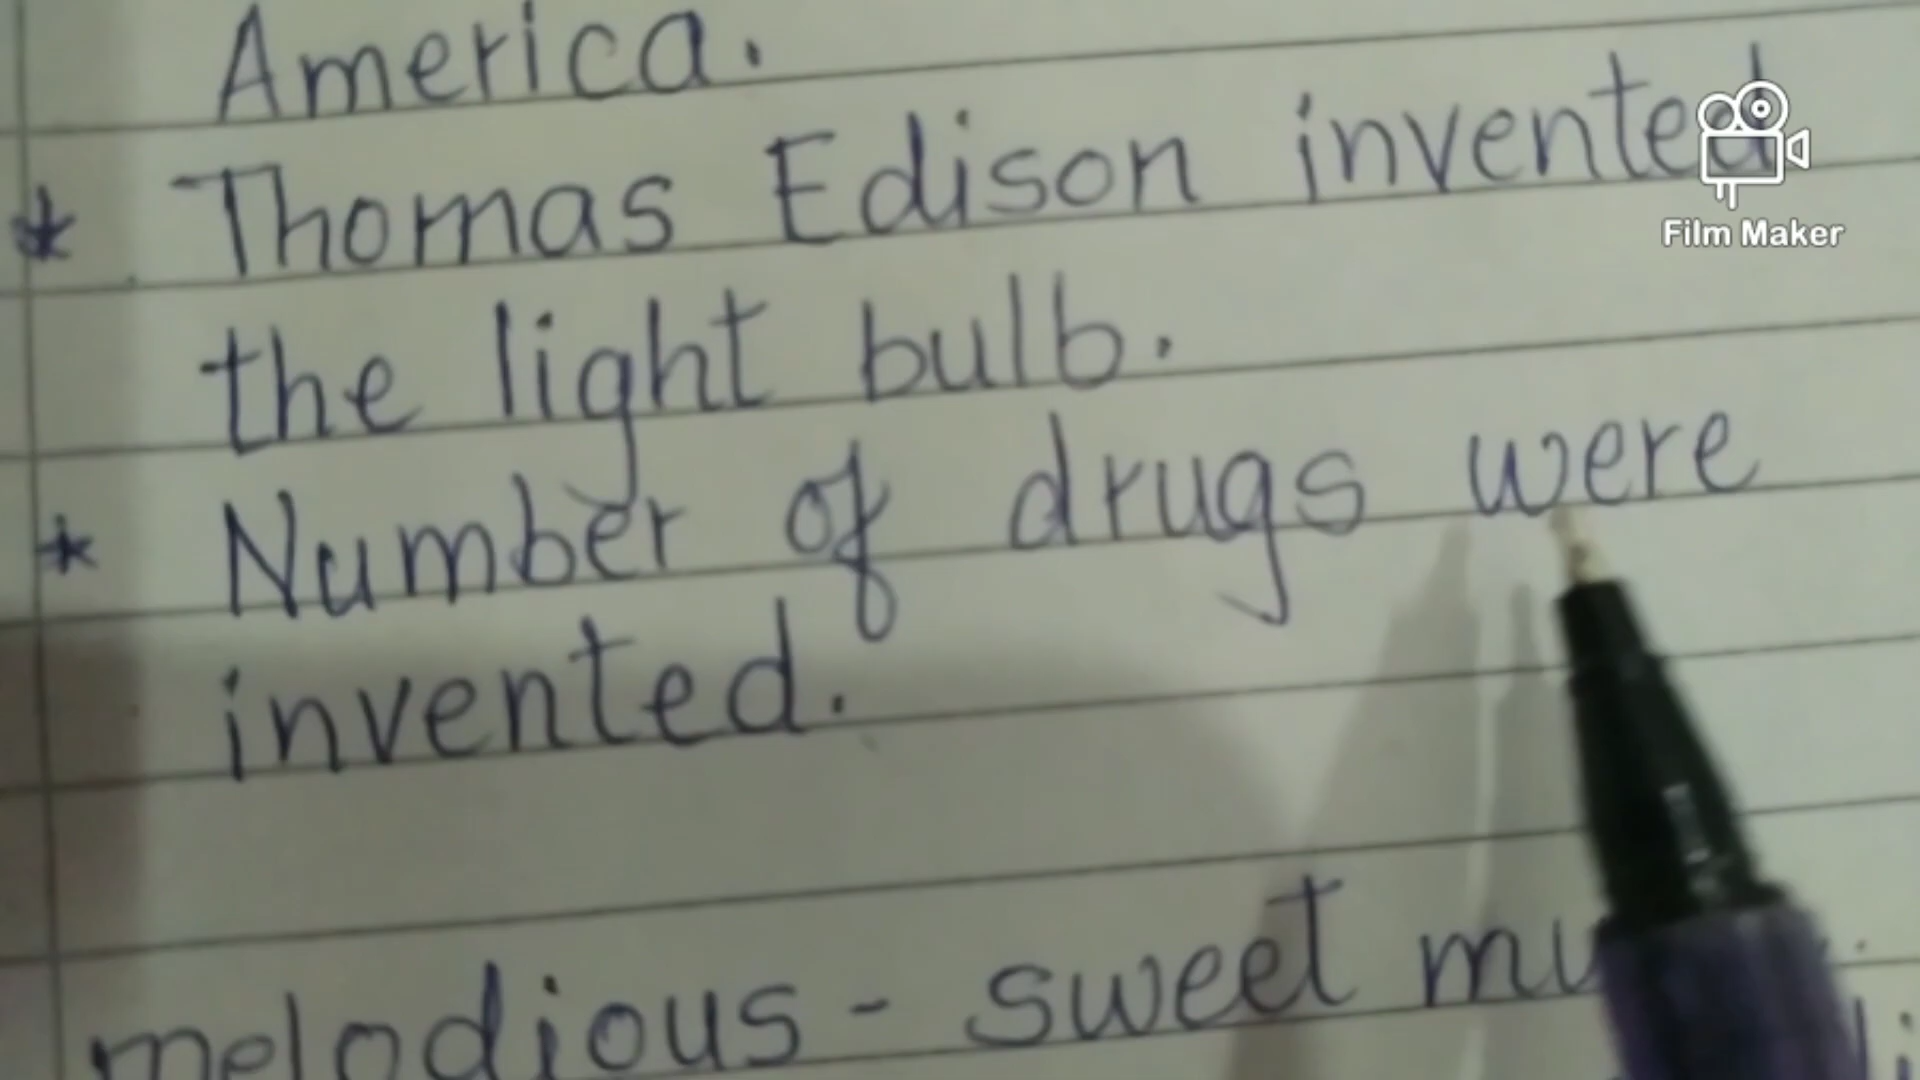 America.
* Thomas Edison invented
the light bulb.
* Number of drugs were
invented.
melodious - sweet
Film Maker